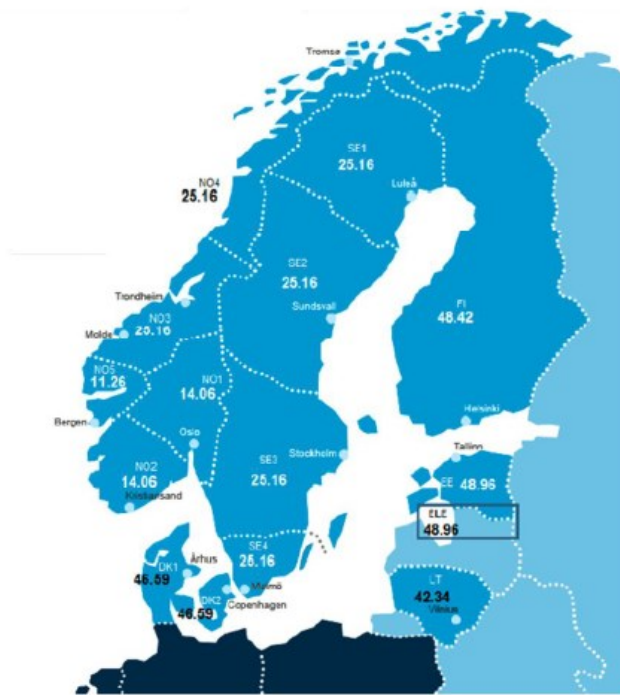 Tromsø
SE1
25.16
NO4
25.16
Luleå
SE2
25.16
Trondheim
NO3
25.16
Sundsvall
FI
48.42
Molde
NO5
11.26
NO1
14.06
Bergen
Oslo
Helsinki
Tallinn
Stockholm
SE3
25.16
NO2
14.06
Kristiansand
EE 48.96
ELE
48.96
SE4
25.16
Århus
DK1
46.59
Malmö
DK2
46.59
Copenhagen
LT
42.34
Vilnius